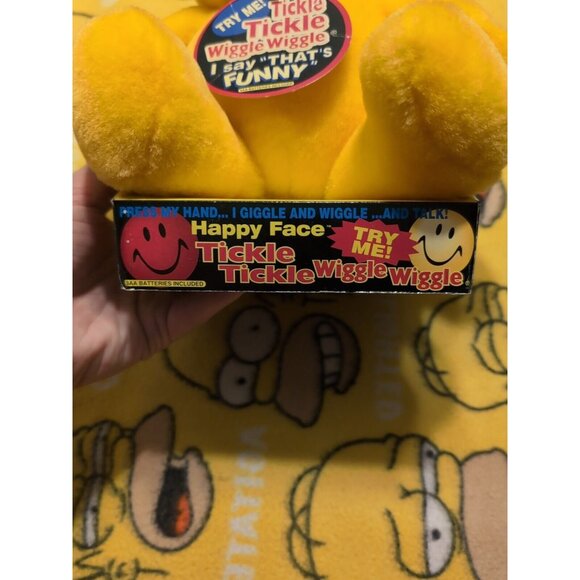 TRY ME!
Tickle
Tickle
Wiggle Wiggle
I say "THAT'S
FUNNY"
PRESS MY HAND... I GIGGLE AND WIGGLE ...AND TALK!
Happy Face™
TRY
ME!
Tickle
Tickle Wiggle Wiggle
3AA BATTERIES INCLUDED